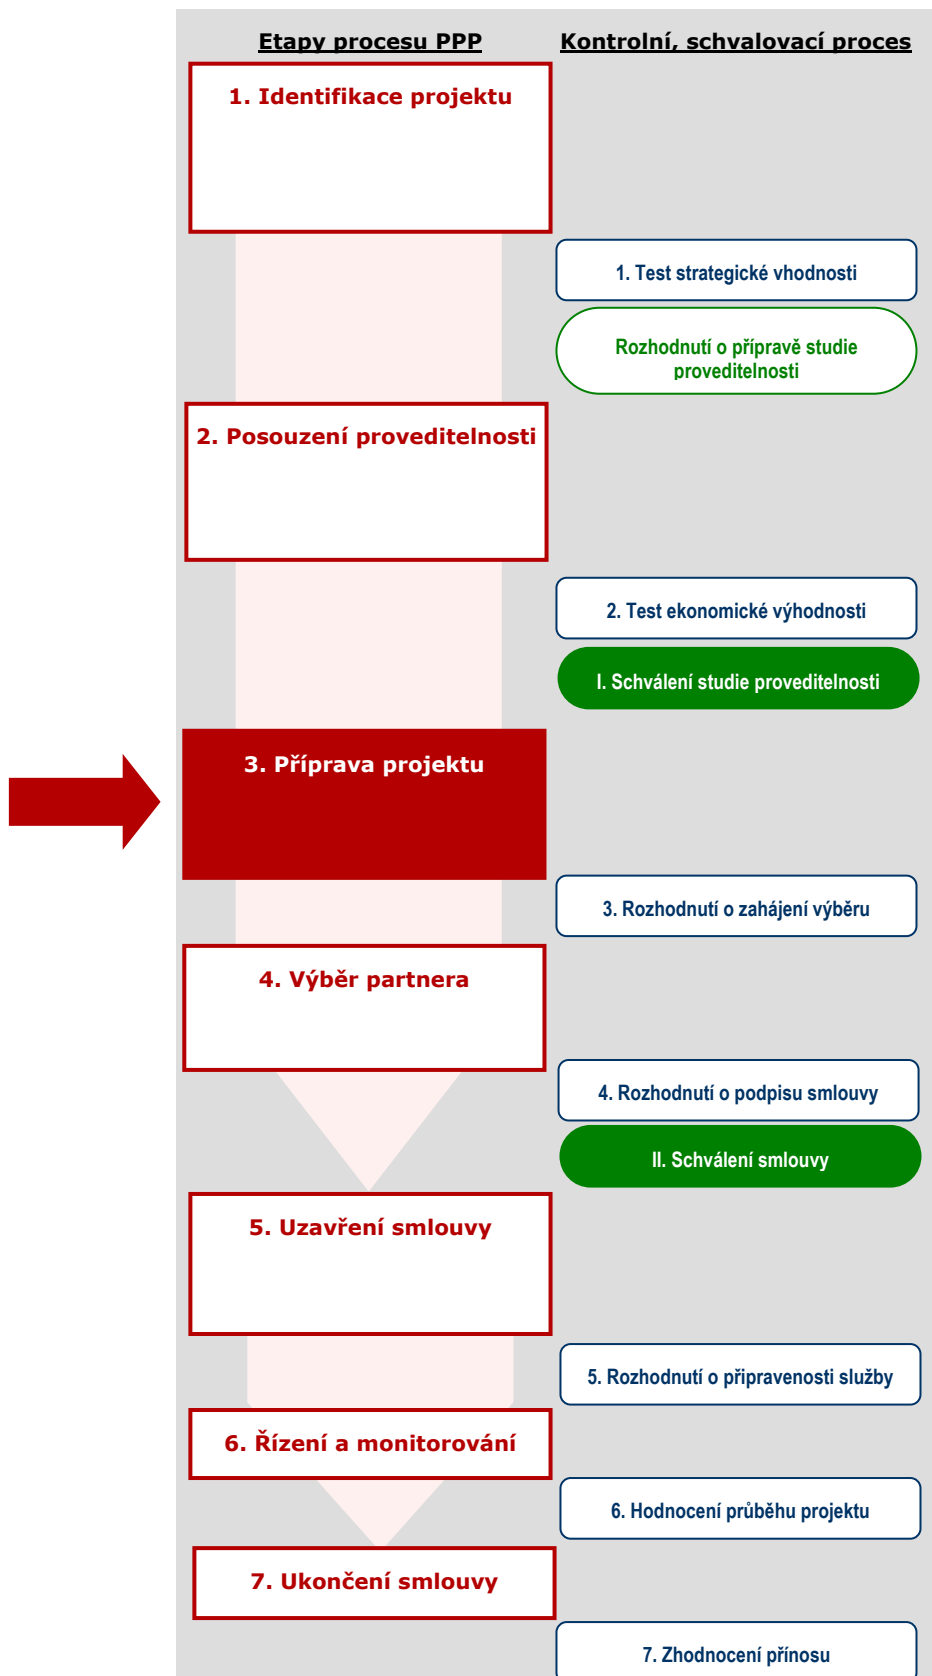 Etapy procesu PPP
Kontrolní, schvalovací proces
1. Identifikace projektu
1. Test strategické vhodnosti
Rozhodnutí o přípravě studie
proveditelnosti
2. Posouzení proveditelnosti
2. Test ekonomické výhodnosti
I. Schválení studie proveditelnosti
3. Příprava projektu
3. Rozhodnutí o zahájení výběru
4. Výběr partnera
4. Rozhodnutí o podpisu smlouvy
II. Schválení smlouvy
5. Uzavření smlouvy
5. Rozhodnutí o připravenosti služby
6. Řízení a monitorování
6. Hodnocení průběhu projektu
7. Ukončení smlouvy
7. Zhodnocení přínosu